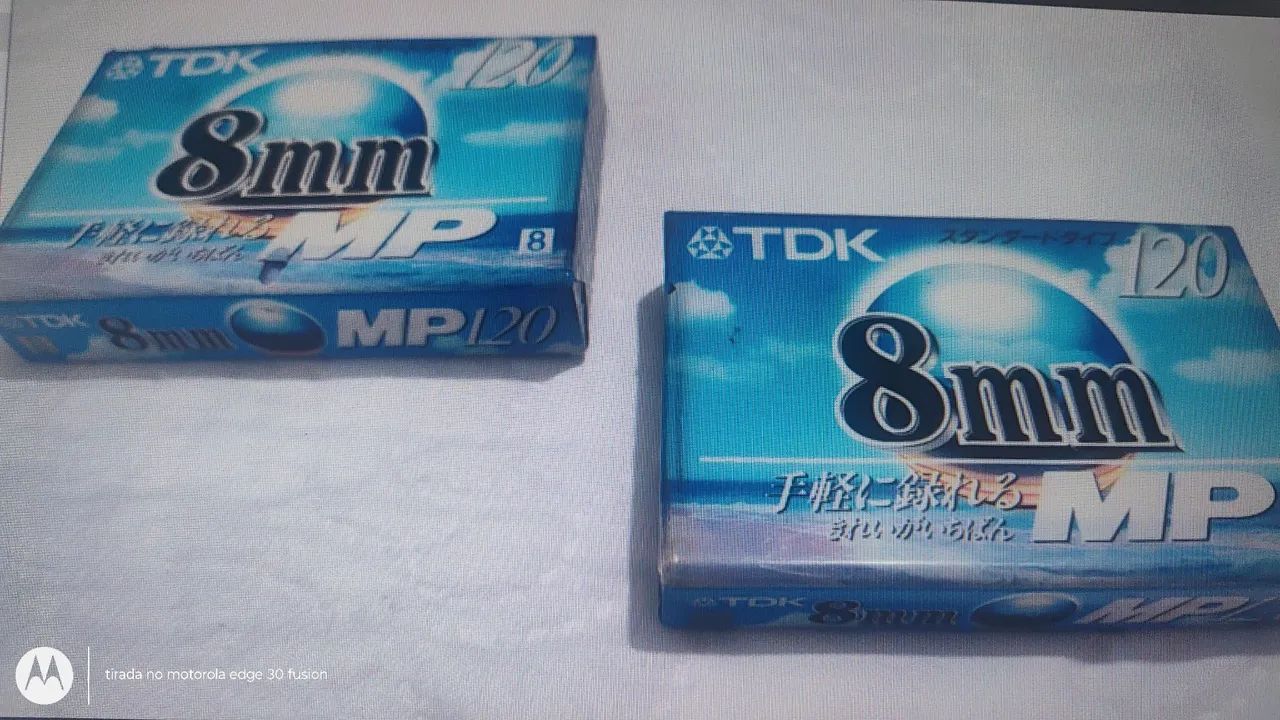 TDK
120
8mm
手軽に録れる
きれいがいちばん
MP
8
TDK
8mm
MP120
TDK
スタンダードタイプ
120
8mm
手軽に録れる
きれいがいちばん
MP
TDK
8mm
MP
tirada no motorola edge 30 fusion